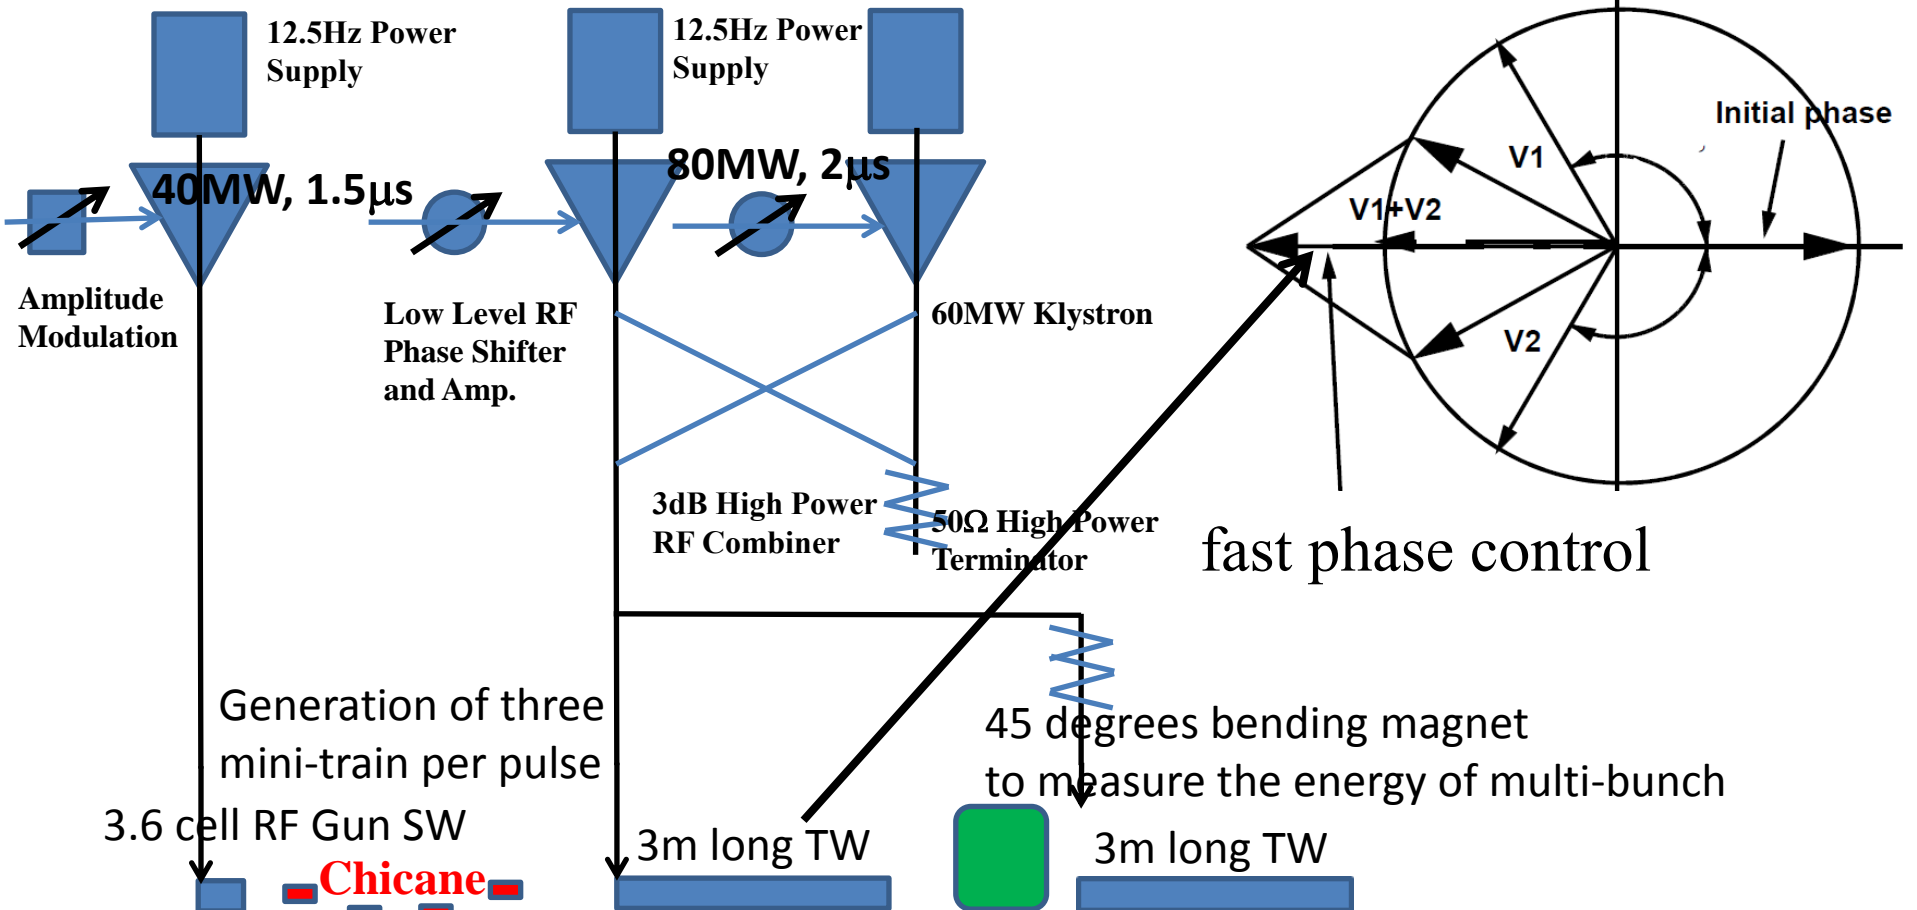 12.5Hz Power
Supply
12.5Hz Power
Supply
Initial phase
V1
V1+V2
V2
40MW, 1.5μs
80MW, 2μs
Amplitude
Modulation
Low Level RF
Phase Shifter
and Amp.
60MW Klystron
3dB High Power
RF Combiner
50Ω High Power
Terminator
fast phase control
Generation of three
mini-train per pulse
45 degrees bending magnet
to measure the energy of multi-bunch
3.6 cell RF Gun SW
3m long TW
3m long TW
Chicane